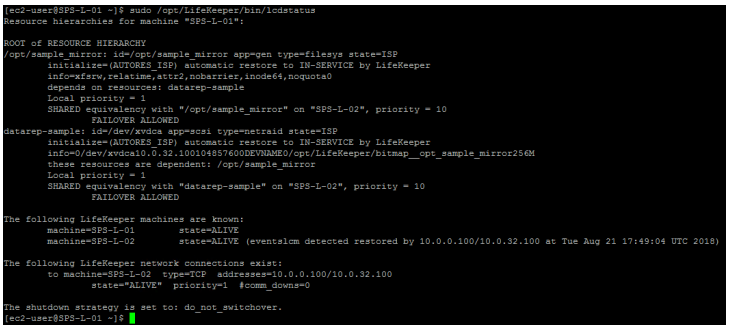 [ec2-user@SPS-L-01 ~]$ sudo /opt/LifeKeeper/bin/lcdstatus
Resource hierarchies for machine "SPS-L-01":
ROOT of RESOURCE HIERARCHY
/opt/sample_mirror: id=/opt/sample_mirror app=gen type=filesys state=ISP
initialize=(AUTORES_ISP) automatic restore to IN-SERVICE by LifeKeeper
info=xfsrw,relatime,attr2,nobarrier,inode64,noquota0
depends on resources: datarep-sample
Local priority = 1
SHARED equivalency with "/opt/sample_mirror" on "SPS-L-02", priority = 10
FAILOVER ALLOWED
datarep-sample: id=/dev/xvdca app=scsi type=netraid state=ISP
initialize=(AUTORES_ISP) automatic restore to IN-SERVICE by LifeKeeper
info=0/dev/xvdca10.0.32.100104857600DEVNAME0/opt/LifeKeeper/bitmap__opt_sample_mirror256M
these resources are dependent: /opt/sample_mirror
Local priority = 1
SHARED equivalency with "datarep-sample" on "SPS-L-02", priority = 10
FAILOVER ALLOWED
The following LifeKeeper machines are known:
machine=SPS-L-01 state=ALIVE
machine=SPS-L-02 state=ALIVE (eventslcm detected restored by 10.0.0.100/10.0.32.100 at Tue Aug 21 17:49:04 UTC 2018)
The following LifeKeeper network connections exist:
to machine=SPS-L-02 type=TCP addresses=10.0.0.100/10.0.32.100
state="ALIVE" priority=1 #comm_downs=0
The shutdown strategy is set to: do_not_switchover.
[ec2-user@SPS-L-01 ~]$